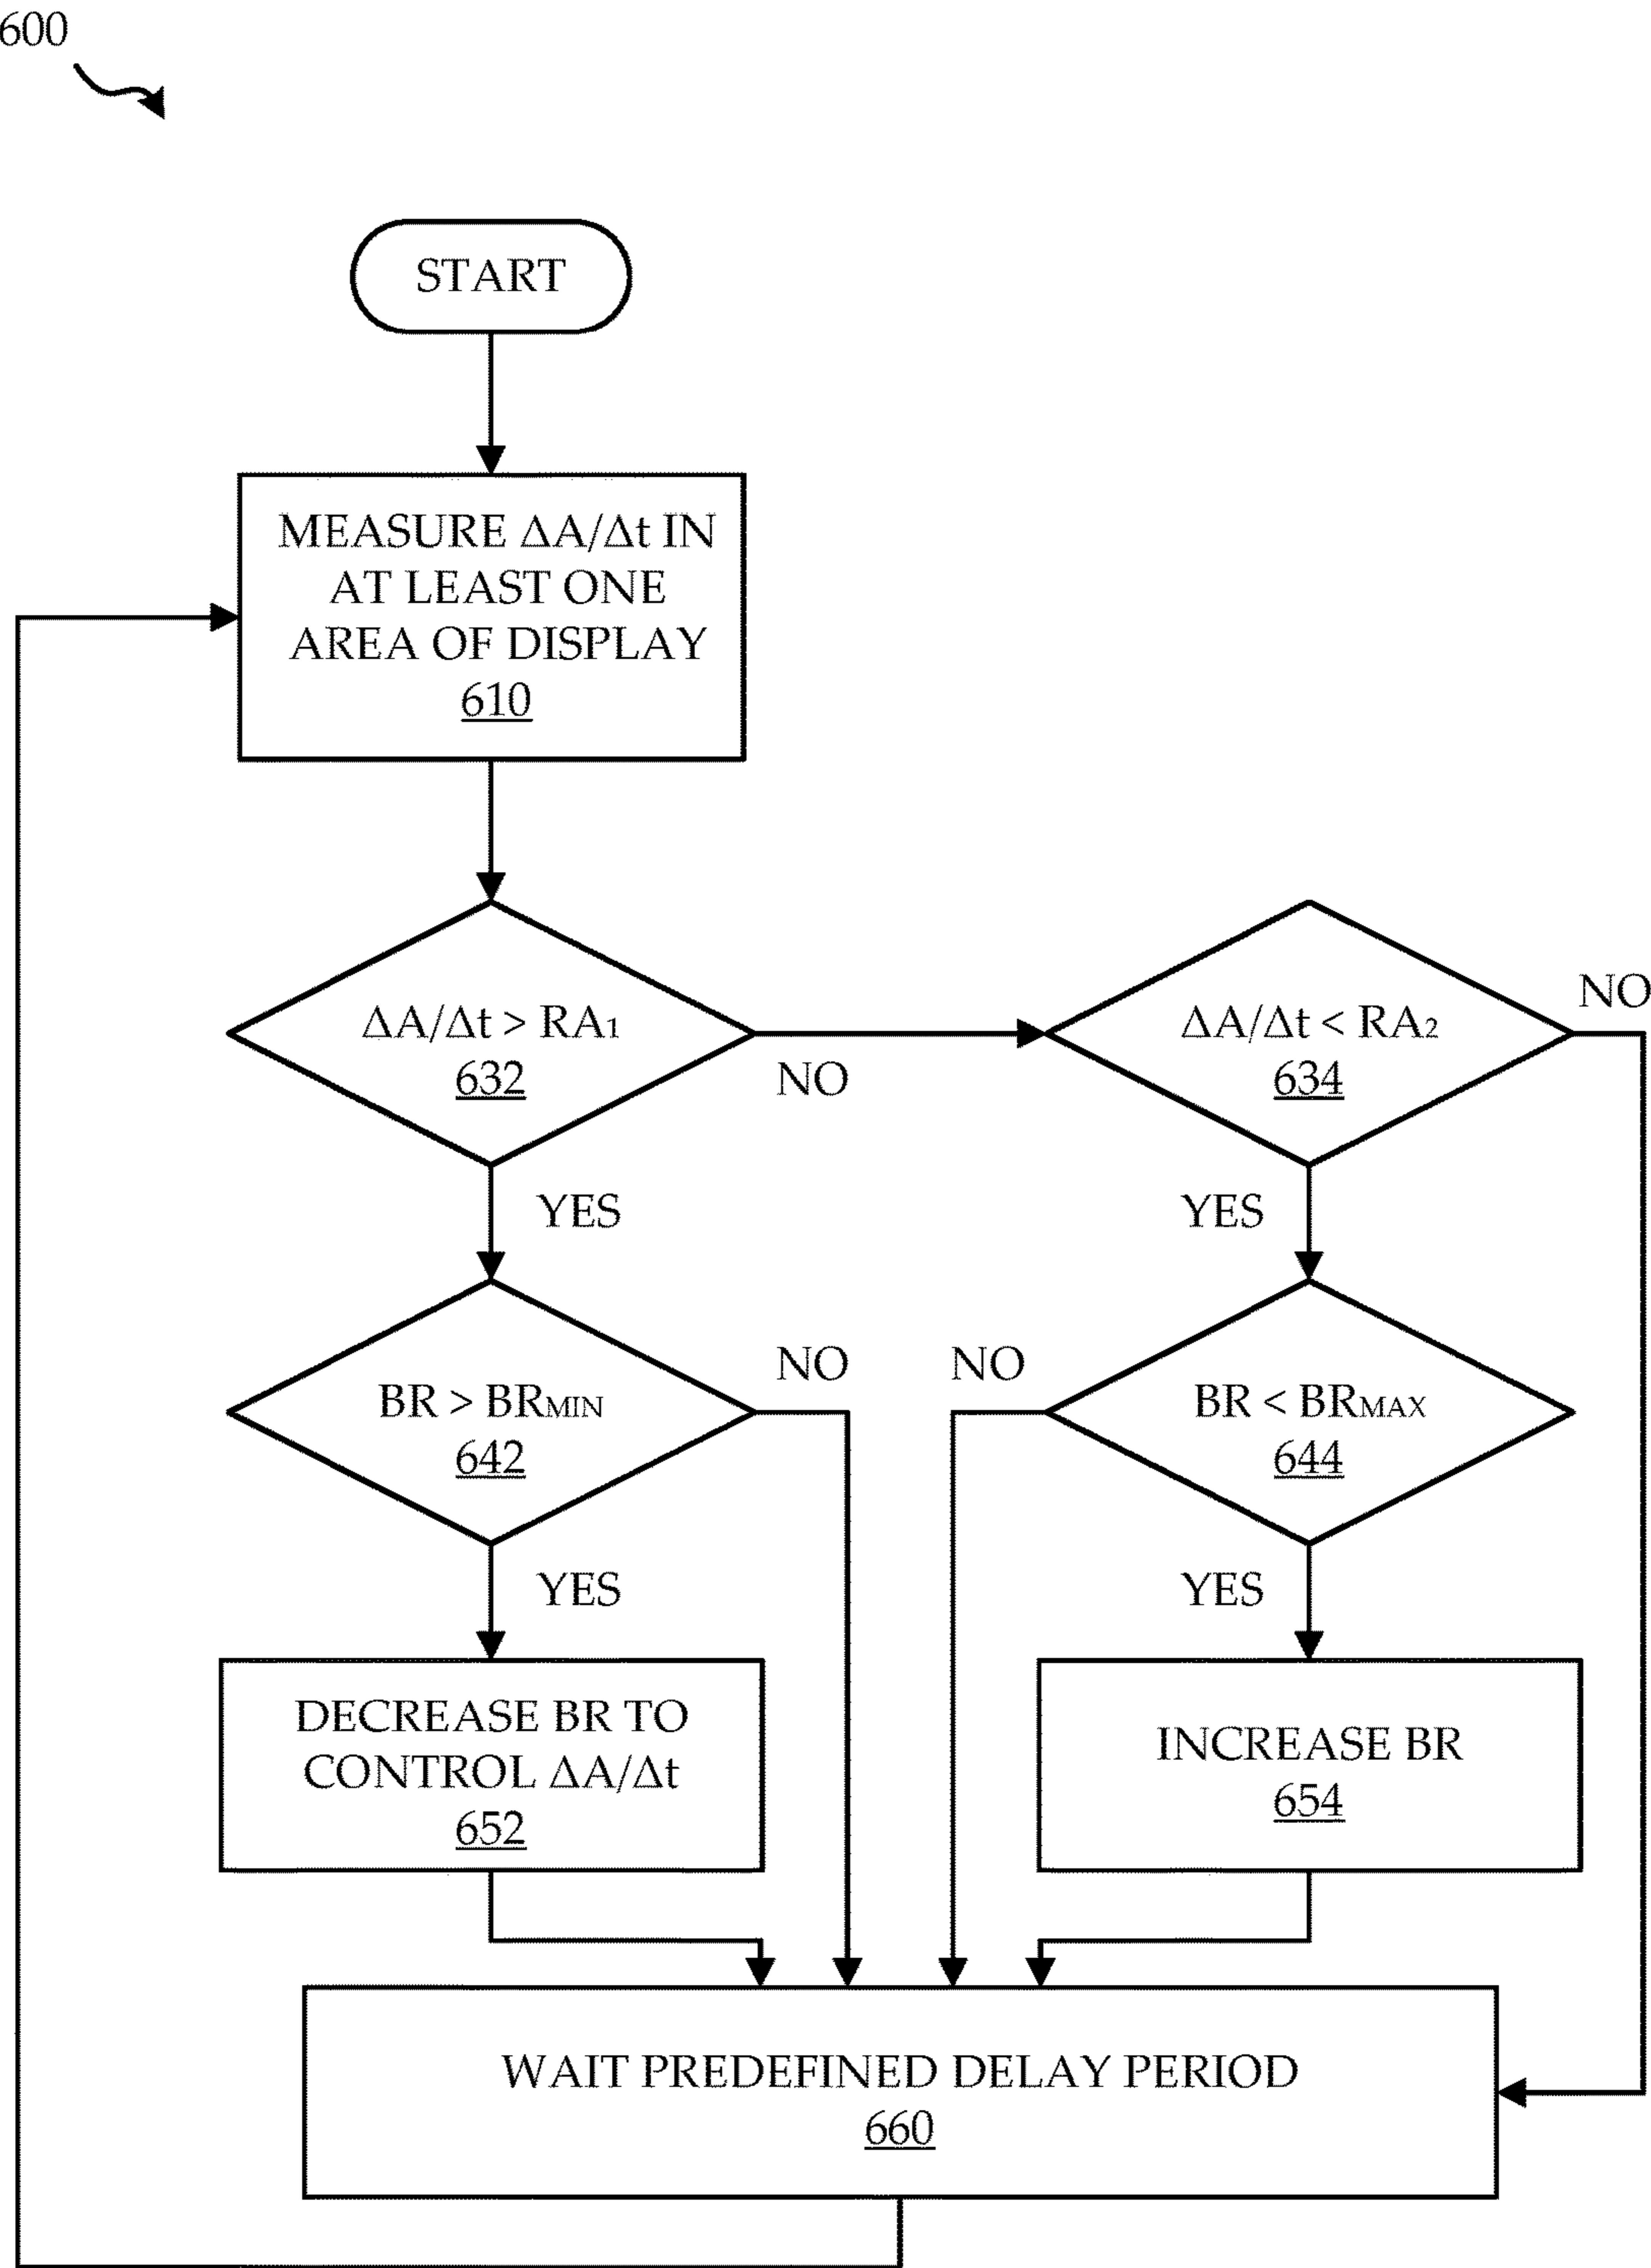 600
START
MEASURE ΔA/Δt IN
AT LEAST ONE
AREA OF DISPLAY
610
ΔA/Δt > RA₁
632
NO
ΔA/Δt < RA₂
634
NO
YES
YES
BR > BRMIN
642
NO
NO
BR < BRMAX
644
YES
YES
DECREASE BR TO
CONTROL ΔA/Δt
652
INCREASE BR
654
WAIT PREDEFINED DELAY PERIOD
660